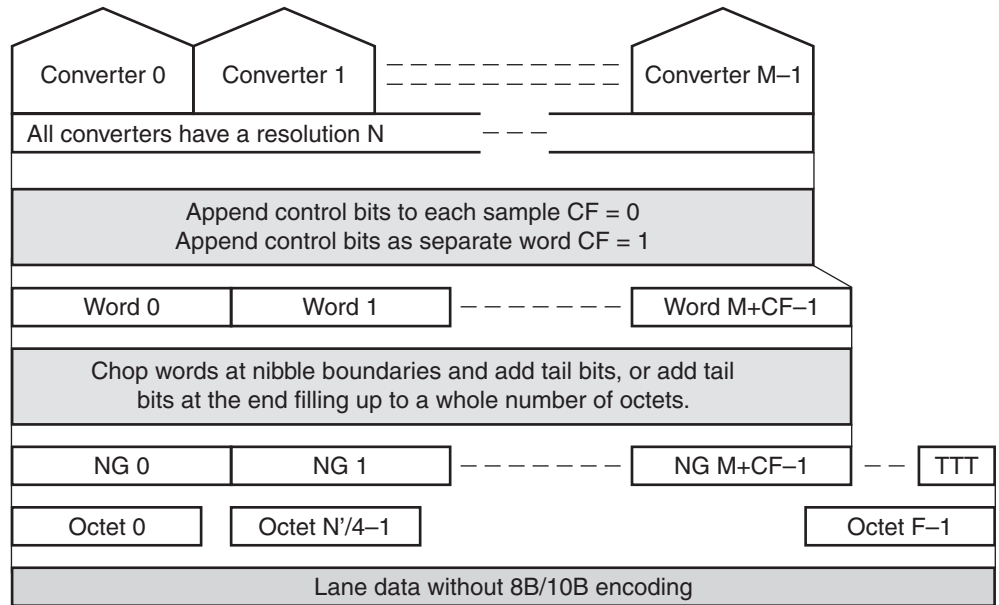 Converter 0
Converter 1
Converter M–1
All converters have a resolution N
Append control bits to each sample CF = 0
Append control bits as separate word CF = 1
Word 0
Word 1
Word M+CF–1
Chop words at nibble boundaries and add tail bits, or add tail
bits at the end filling up to a whole number of octets.
NG 0
NG 1
NG M+CF–1
TTT
Octet 0
Octet N'/4–1
Octet F–1
Lane data without 8B/10B encoding